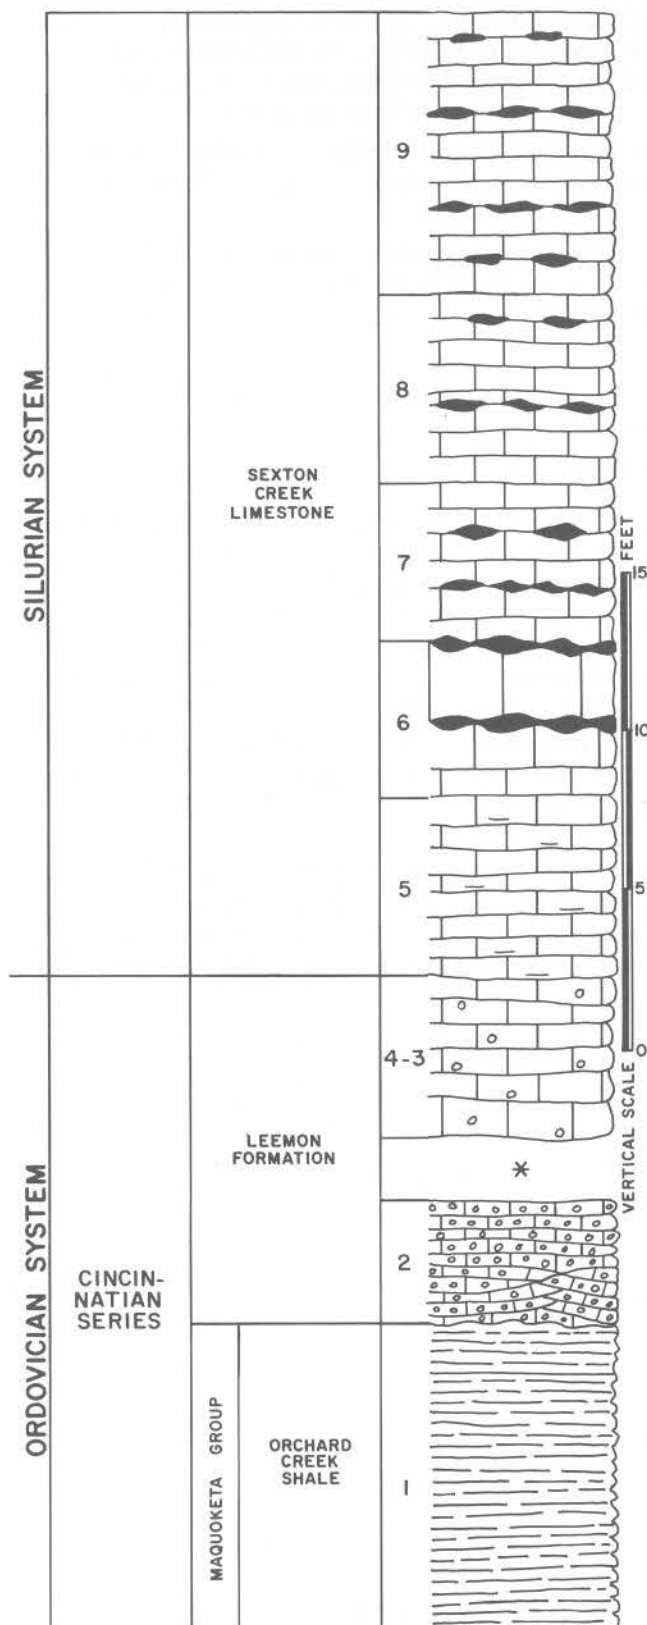 SILURIAN SYSTEM
SEXTON
CREEK
LIMESTONE
9
8
7
6
5
ORDOVICIAN SYSTEM
CINCIN-
NATIAN
SERIES
LEEMON
FORMATION
4-3
*
2
MAQUOKETA GROUP
ORCHARD
CREEK
SHALE
1
VERTICAL SCALE
FEET
15
10
5
0